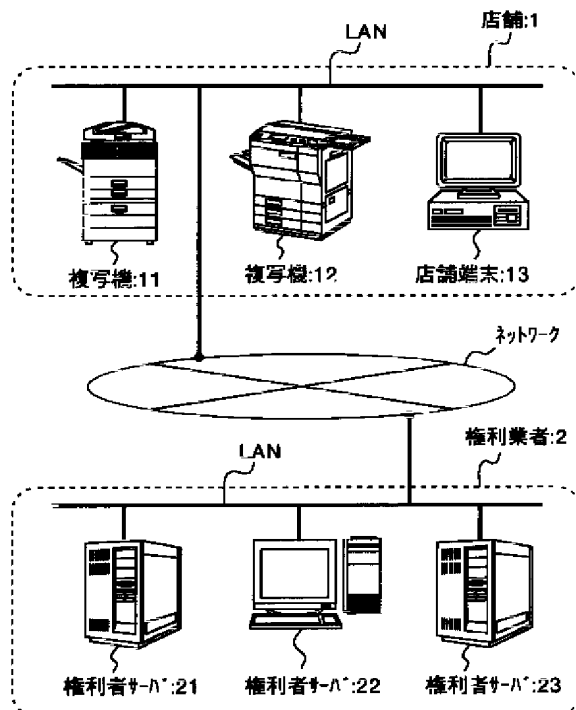 店舗:1
LAN
複写機:11
複写機:12
店舗端末:13
ネットワーク
権利業者:2
LAN
権利者サーバ:21
権利者サーバ:22
権利者サーバ:23